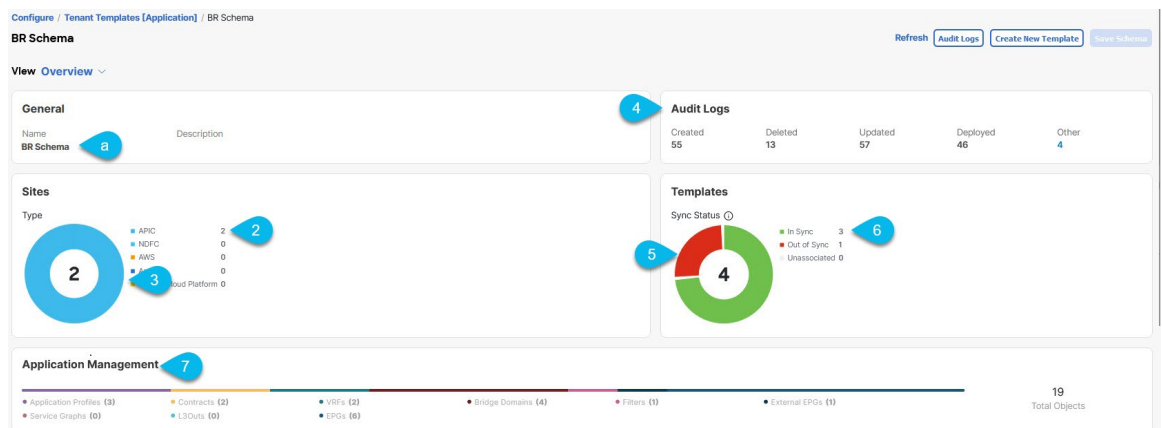 Configure / Tenant Templates [Application] / BR Schema
BR Schema
Refresh Audit Logs Create New Template Save Schema
View Overview
General
Name Description
BR Schema a
4 Audit Logs
Created Deleted Updated Deployed Other
55 13 57 46 4
Sites
Type
APIC 2
NDFC 0
AWS 0
0
loud Platform 0
2
2
3
Templates
Sync Status
In Sync 3
Out of Sync 1
Unassociated 0
4
5
6
Application Management 7
Application Profiles (3) Contracts (2) VRFs (2) Bridge Domains (4) Filters (1) External EPGs (1)
Service Graphs (0) L3Outs (0) EPGs (6)
19
Total Objects